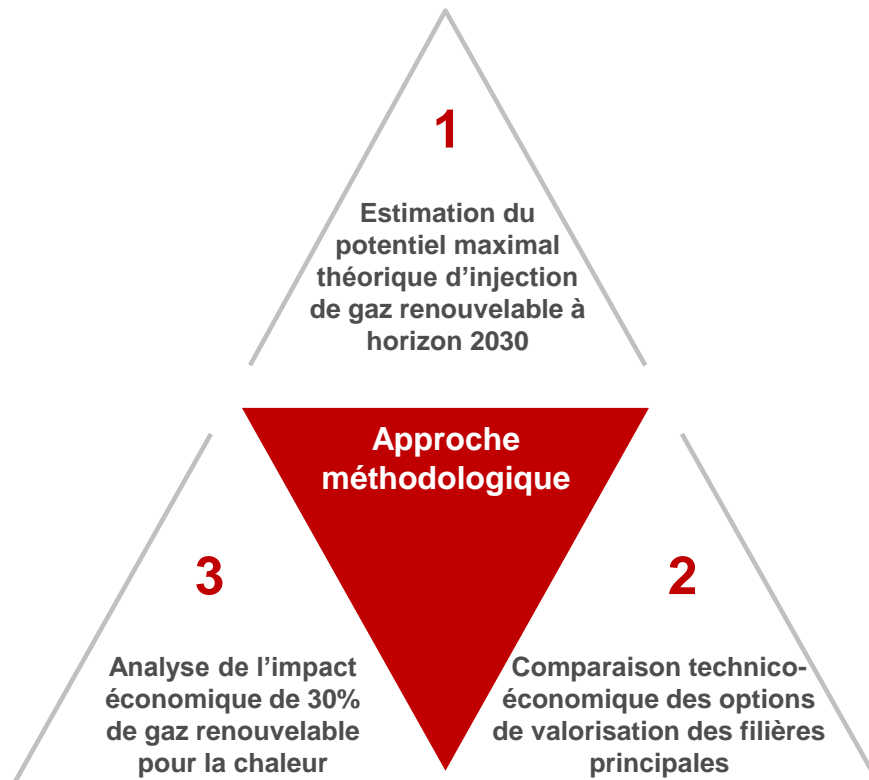 1
Estimation du
potentiel maximal
théorique d’injection
de gaz renouvelable à
horizon 2030
Approche
méthodologique
3
Analyse de l’impact
économique de 30%
de gaz renouvelable
pour la chaleur
2
Comparaison technico-
économique des options
de valorisation des filières
principales